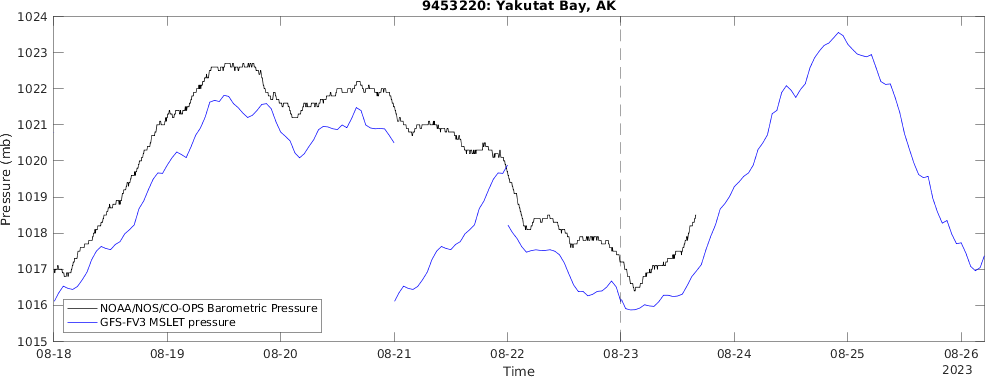 9453220: Yakutat Bay, AK
Pressure (mb)
1024
1023
1022
1021
1020
1019
1018
1017
1016
1015
NOAA/NOS/CO-OPS Barometric Pressure
GFS-FV3 MSLET pressure
08-18 08-19 08-20 08-21 08-22 08-23 08-24 08-25 08-26
Time
2023